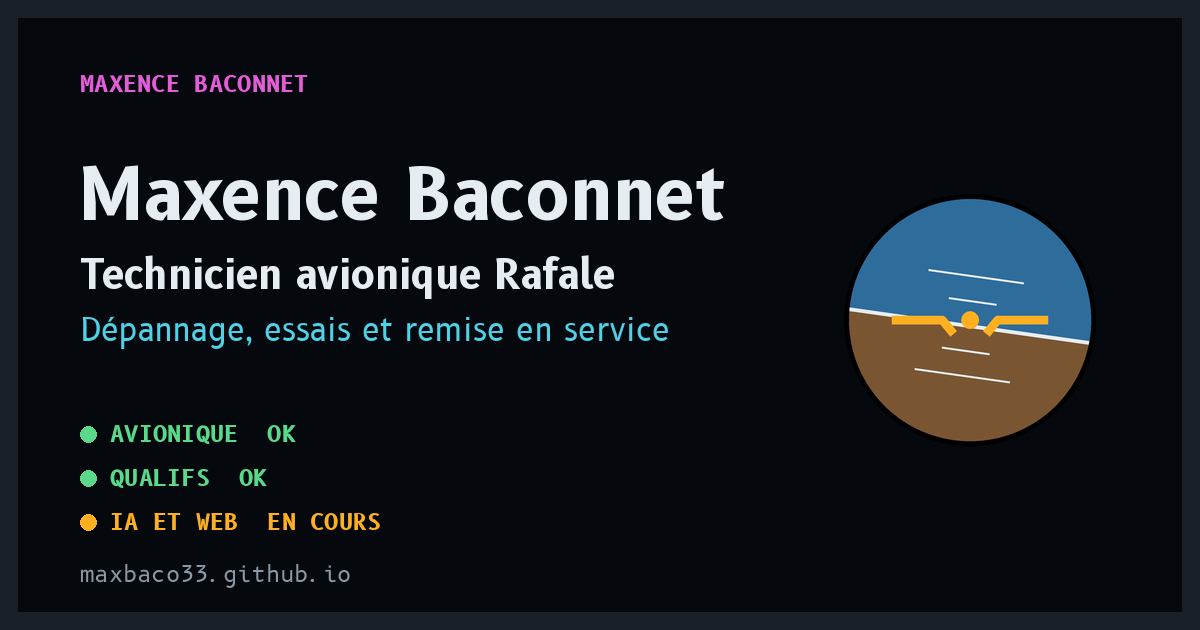 MAXENCE BACONNET
Maxence Baconnet
Technicien avionique Rafale
Dépannage, essais et remise en service
AVIONIQUE OK
QUALIFS OK
IA ET WEB EN COURS
maxbaco33.github.io